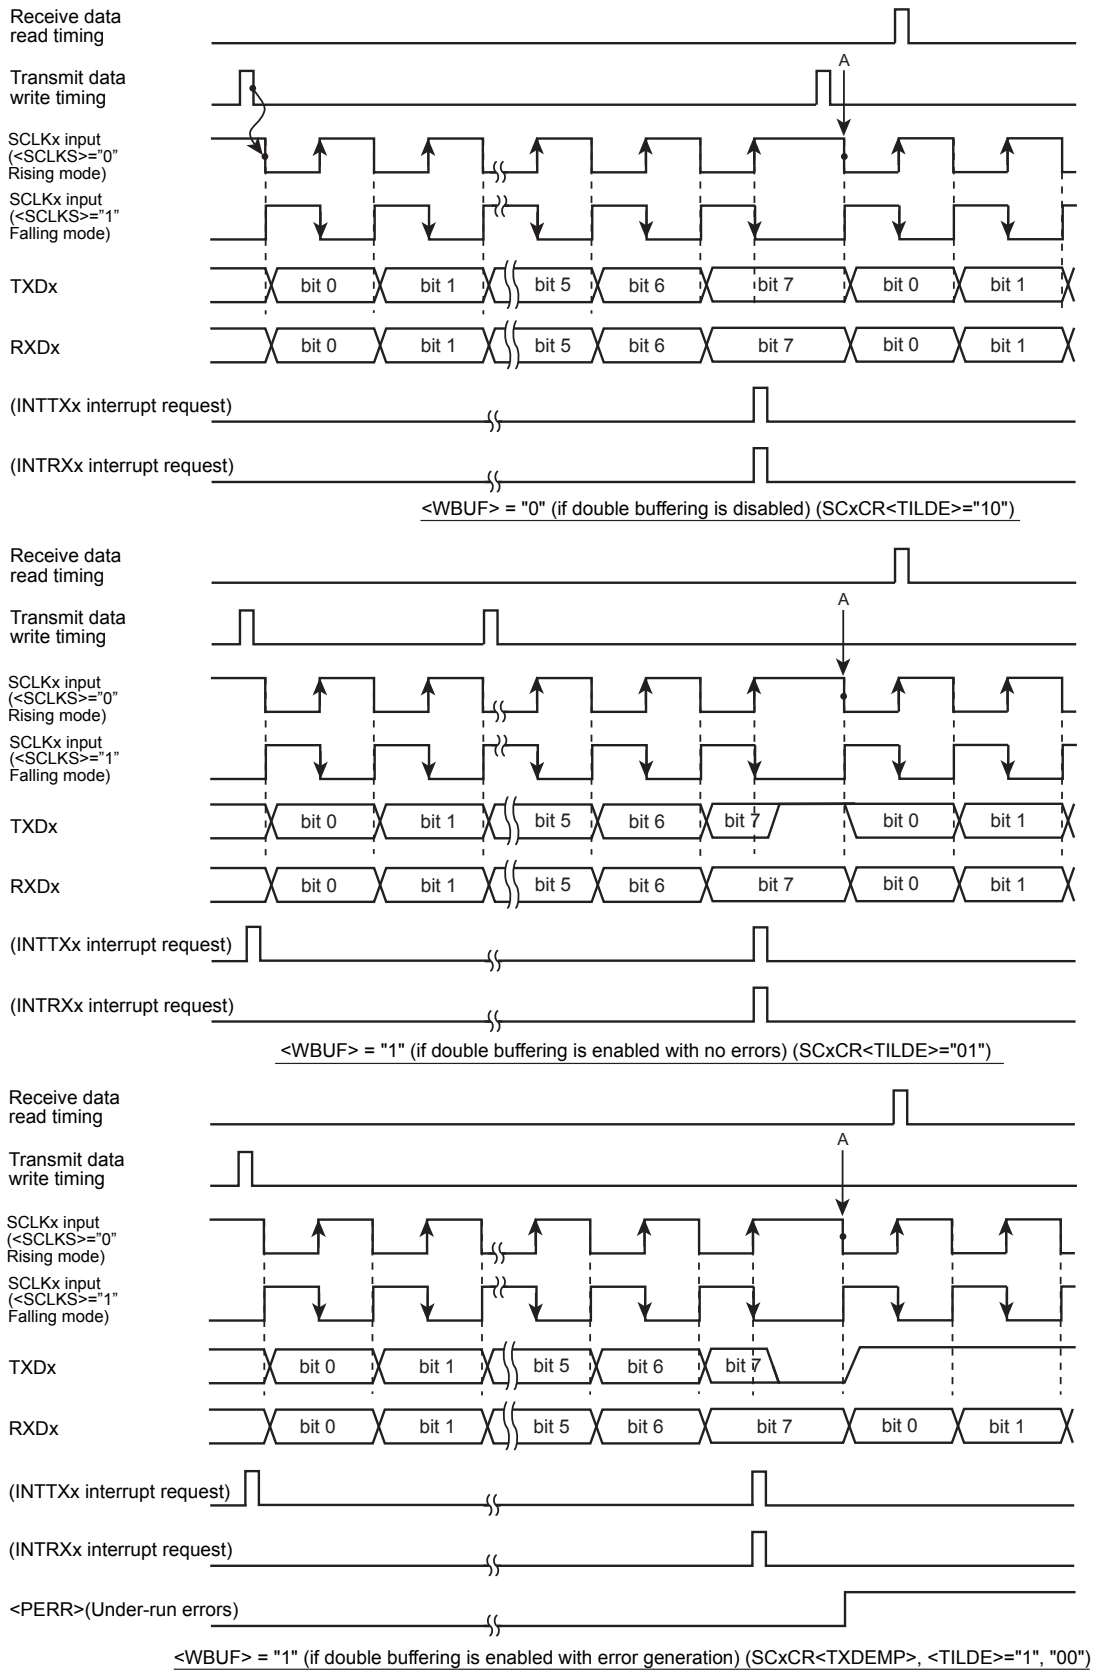 Receive data
read timing
Transmit data
write timing
A
SCLKx input
(<SCLKS>="0"
Rising mode)
SCLKx input
(<SCLKS>="1"
Falling mode)
TXDx bit 0 bit 1 bit 5 bit 6 bit 7 bit 0 bit 1
RXDx bit 0 bit 1 bit 5 bit 6 bit 7 bit 0 bit 1
(INTTXx interrupt request)
(INTRXx interrupt request)
<WBUF> = "0" (if double buffering is disabled) (SCxCR<TILDE>="10")
Receive data
read timing
Transmit data
write timing
A
SCLKx input
(<SCLKS>="0"
Rising mode)
SCLKx input
(<SCLKS>="1"
Falling mode)
TXDx bit 0 bit 1 bit 5 bit 6 bit 7 bit 0 bit 1
RXDx bit 0 bit 1 bit 5 bit 6 bit 7 bit 0 bit 1
(INTTXx interrupt request)
(INTRXx interrupt request)
<WBUF> = "1" (if double buffering is enabled with no errors) (SCxCR<TILDE>="01")
Receive data
read timing
Transmit data
write timing
A
SCLKx input
(<SCLKS>="0"
Rising mode)
SCLKx input
(<SCLKS>="1"
Falling mode)
TXDx bit 0 bit 1 bit 5 bit 6 bit 7
RXDx bit 0 bit 1 bit 5 bit 6 bit 7 bit 0 bit 1
(INTTXx interrupt request)
(INTRXx interrupt request)
<PERR>(Under-run errors)
<WBUF> = "1" (if double buffering is enabled with error generation) (SCxCR<TXDEMP>, <TILDE>="1", "00")